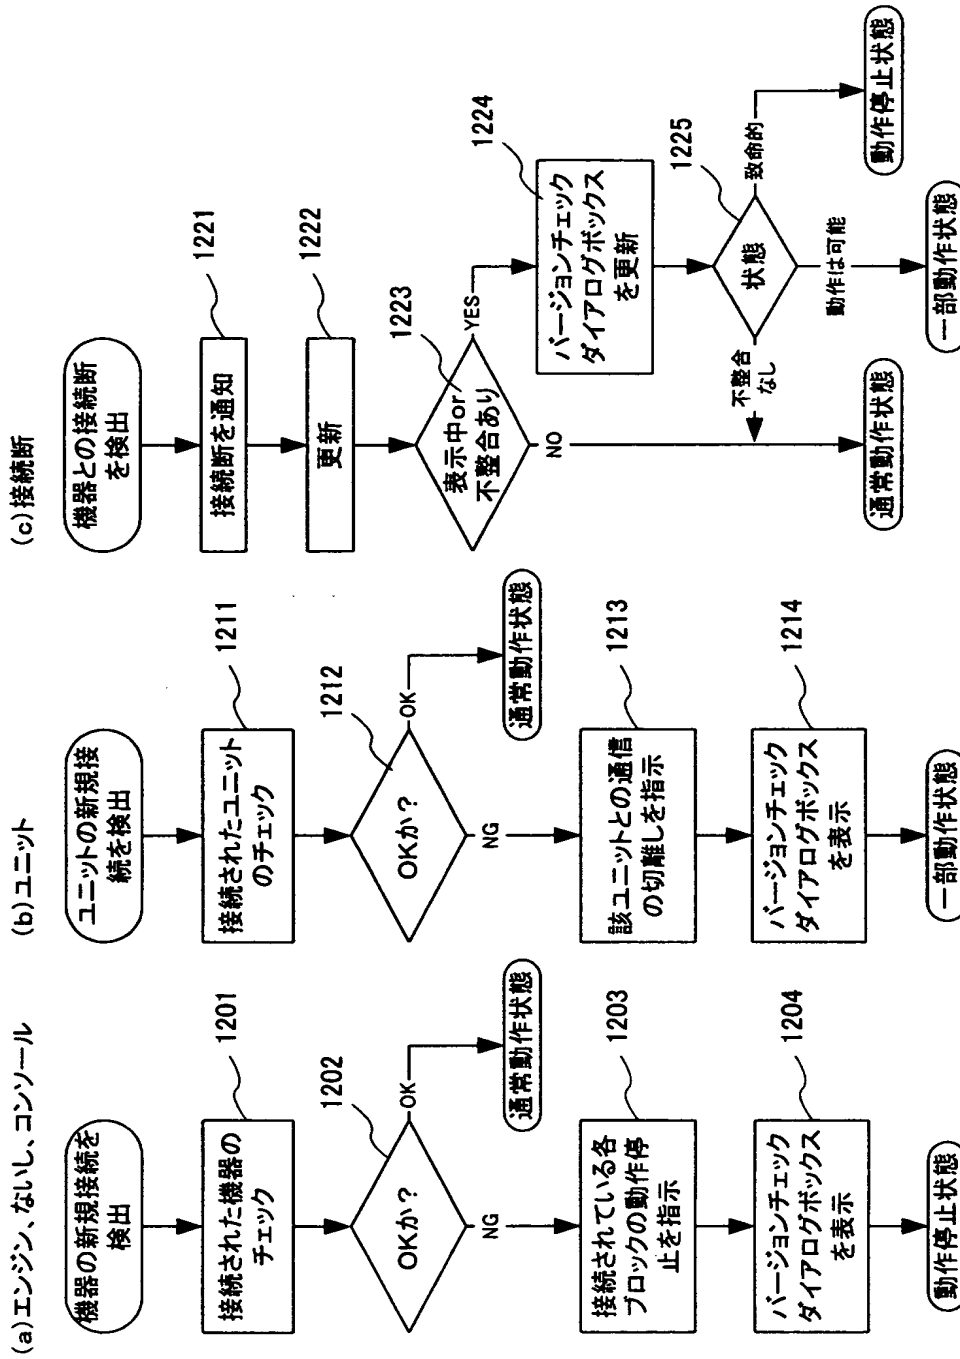 (a)エンジン、ないし、コンソール
機器の新規接続を
検出
接続された機器の
チェック
1201
OKか?
1202
OK
通常動作状態
NG
接続されている各
ブロックの動作停
止を指示
1203
バージョンチェック
ダイアログボックス
を表示
1204
動作停止状態
(b)ユニット
ユニットの新規接
続を検出
接続されたユニット
のチェック
1211
OKか?
1212
OK
通常動作状態
NG
該ユニットとの通信
の切離しを指示
1213
バージョンチェック
ダイアログボックス
を表示
1214
一部動作状態
(c)接続断
機器との接続断
を検出
接続断を通知
1221
更新
1222
表示中or
不整合あり
1223
YES
NO
バージョンチェック
ダイアログボックス
を更新
1224
状態
1225
不整合
なし
動作は可能
致命的
通常動作状態
一部動作状態
動作停止状態